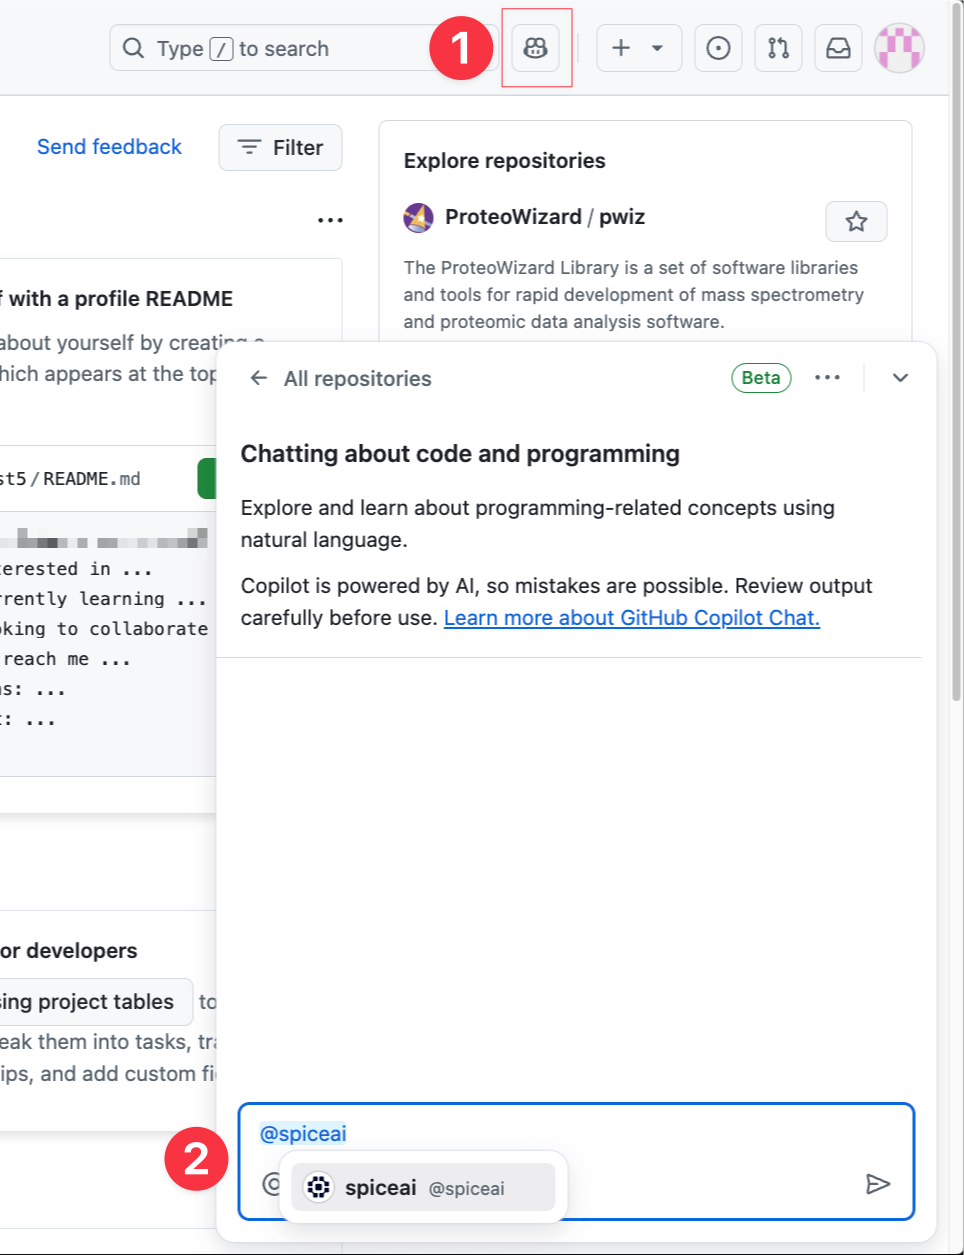 Type / to search
1
Send feedback
Filter
Explore repositories
ProteoWizard / pwiz
The ProteoWizard Library is a set of software libraries
and tools for rapid development of mass spectrometry
and proteomic data analysis software.
with a profile README
about yourself by creating a
which appears at the top
st5/README.md
erested in ...
rrently learning ...
king to collaborate
reach me ...
s: ...
: ...
or developers
sing project tables to
eak them into tasks, tra
ips, and add custom fi
All repositories
Beta
Chatting about code and programming
Explore and learn about programming-related concepts using
natural language.
Copilot is powered by AI, so mistakes are possible. Review output
carefully before use. Learn more about GitHub Copilot Chat.
2
@spiceai
spiceai @spiceai